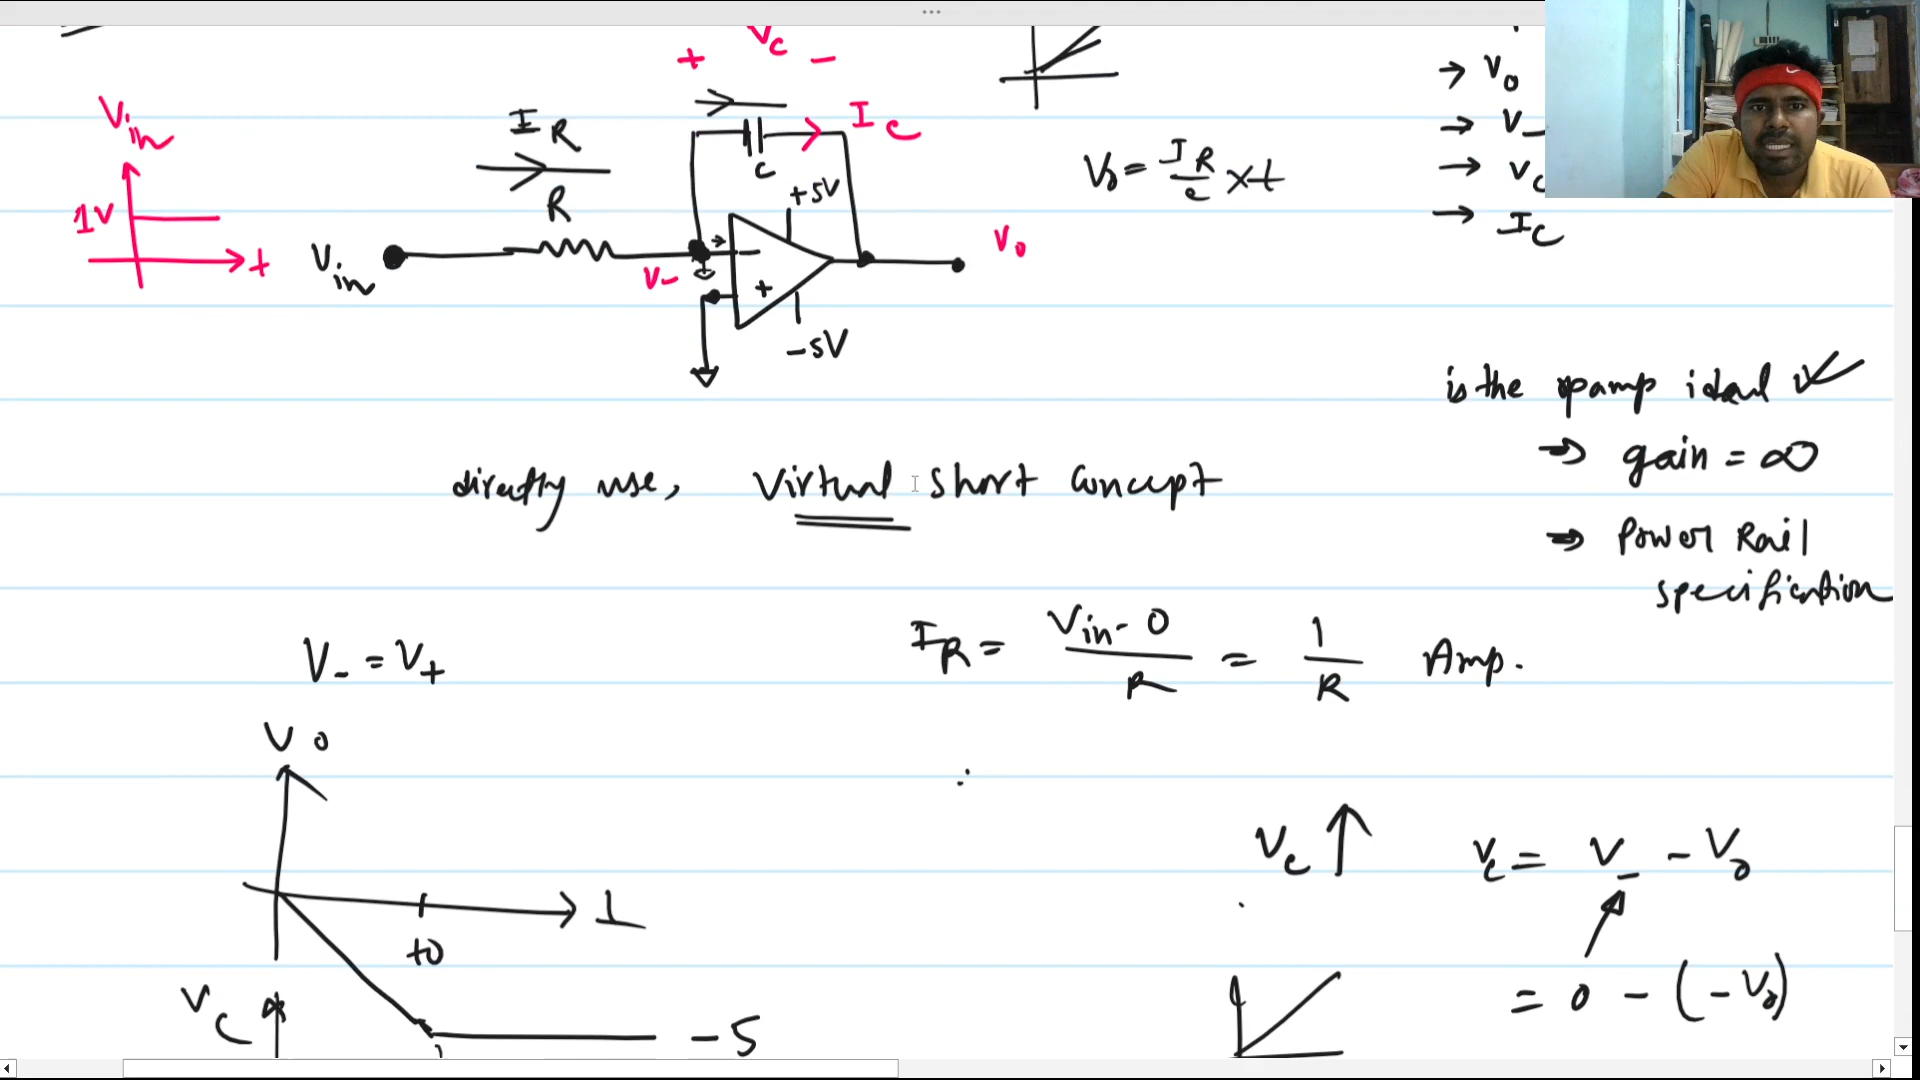 + Vc −
→ Vo
Vin
IR
Ic
→ V−
1V
C
+5V
V₀ = IR/c × t
→ Vc
R
→ Ic
t
Vin
V−
−
Vo
+
−5V
is the opamp ideal ✓
→ gain = ∞
directly use, Virtual short concept
⇒ Power Rail
specification
IR = Vin - 0 / R = 1 / R Amp.
V− = V+
Vo
Vc ↑
Vc = V− − Vo
t
to
= 0 − (−Vo)
Vc
−5